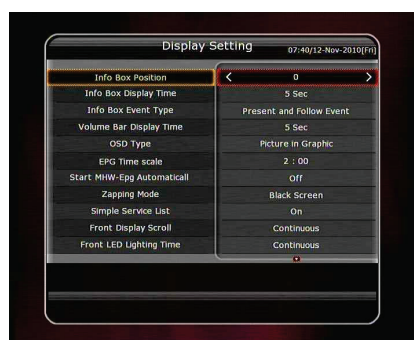 Display Setting
07:40/12-Nov-2010[Fri]
Info Box Position 0
Info Box Display Time 5 Sec
Info Box Event Type Present and Follow Event
Volume Bar Display Time 5 Sec
OSD Type Picture in Graphic
EPG Time scale 2 : 00
Start MHW-Epg Automaticall Off
Zapping Mode Black Screen
Simple Service List On
Front Display Scroll Continuous
Front LED Lighting Time Continuous